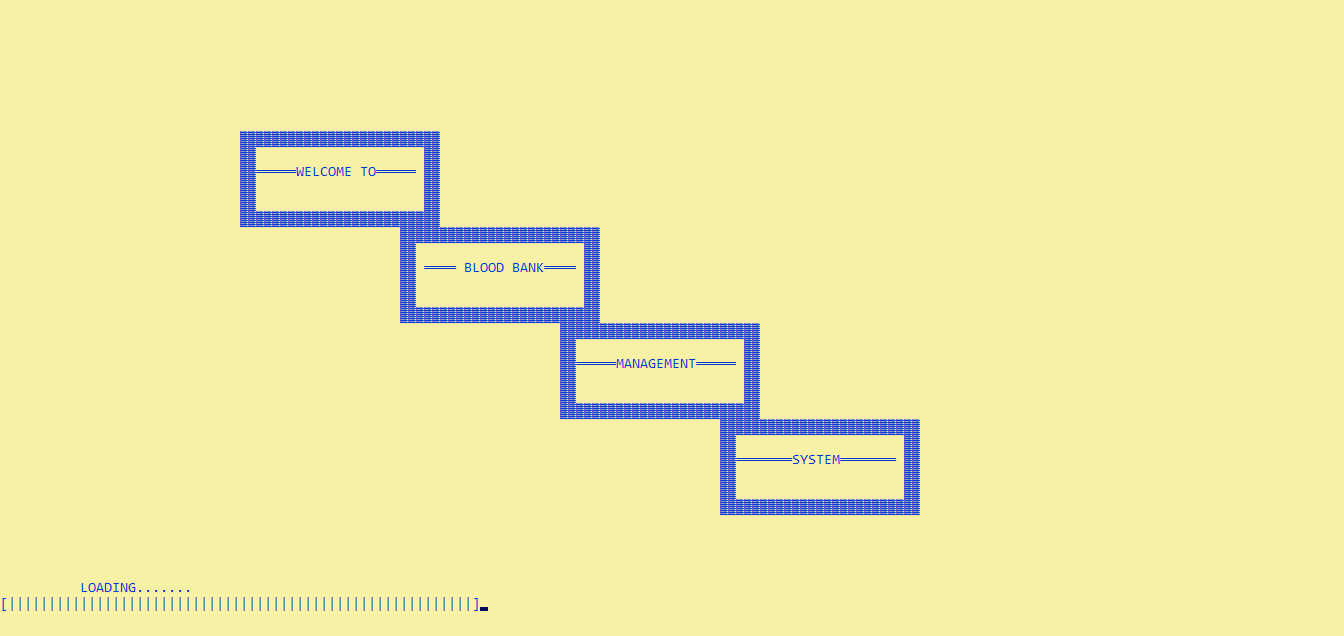 ══════WELCOME TO═════
════ BLOOD BANK════
═════MANAGEMENT═════
═══════SYSTEM═══════
LOADING.......
[||||||||||||||||||||||||||||||||||||||||||||||||||||||||||]